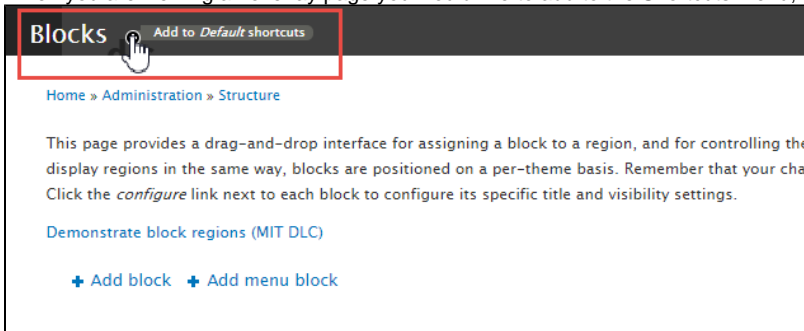 Blocks Add to Default shortcuts
Home » Administration » Structure
This page provides a drag-and-drop interface for assigning a block to a region, and for controlling the
display regions in the same way, blocks are positioned on a per-theme basis. Remember that your cha
Click the configure link next to each block to configure its specific title and visibility settings.
Demonstrate block regions (MIT DLC)
Add block Add menu block